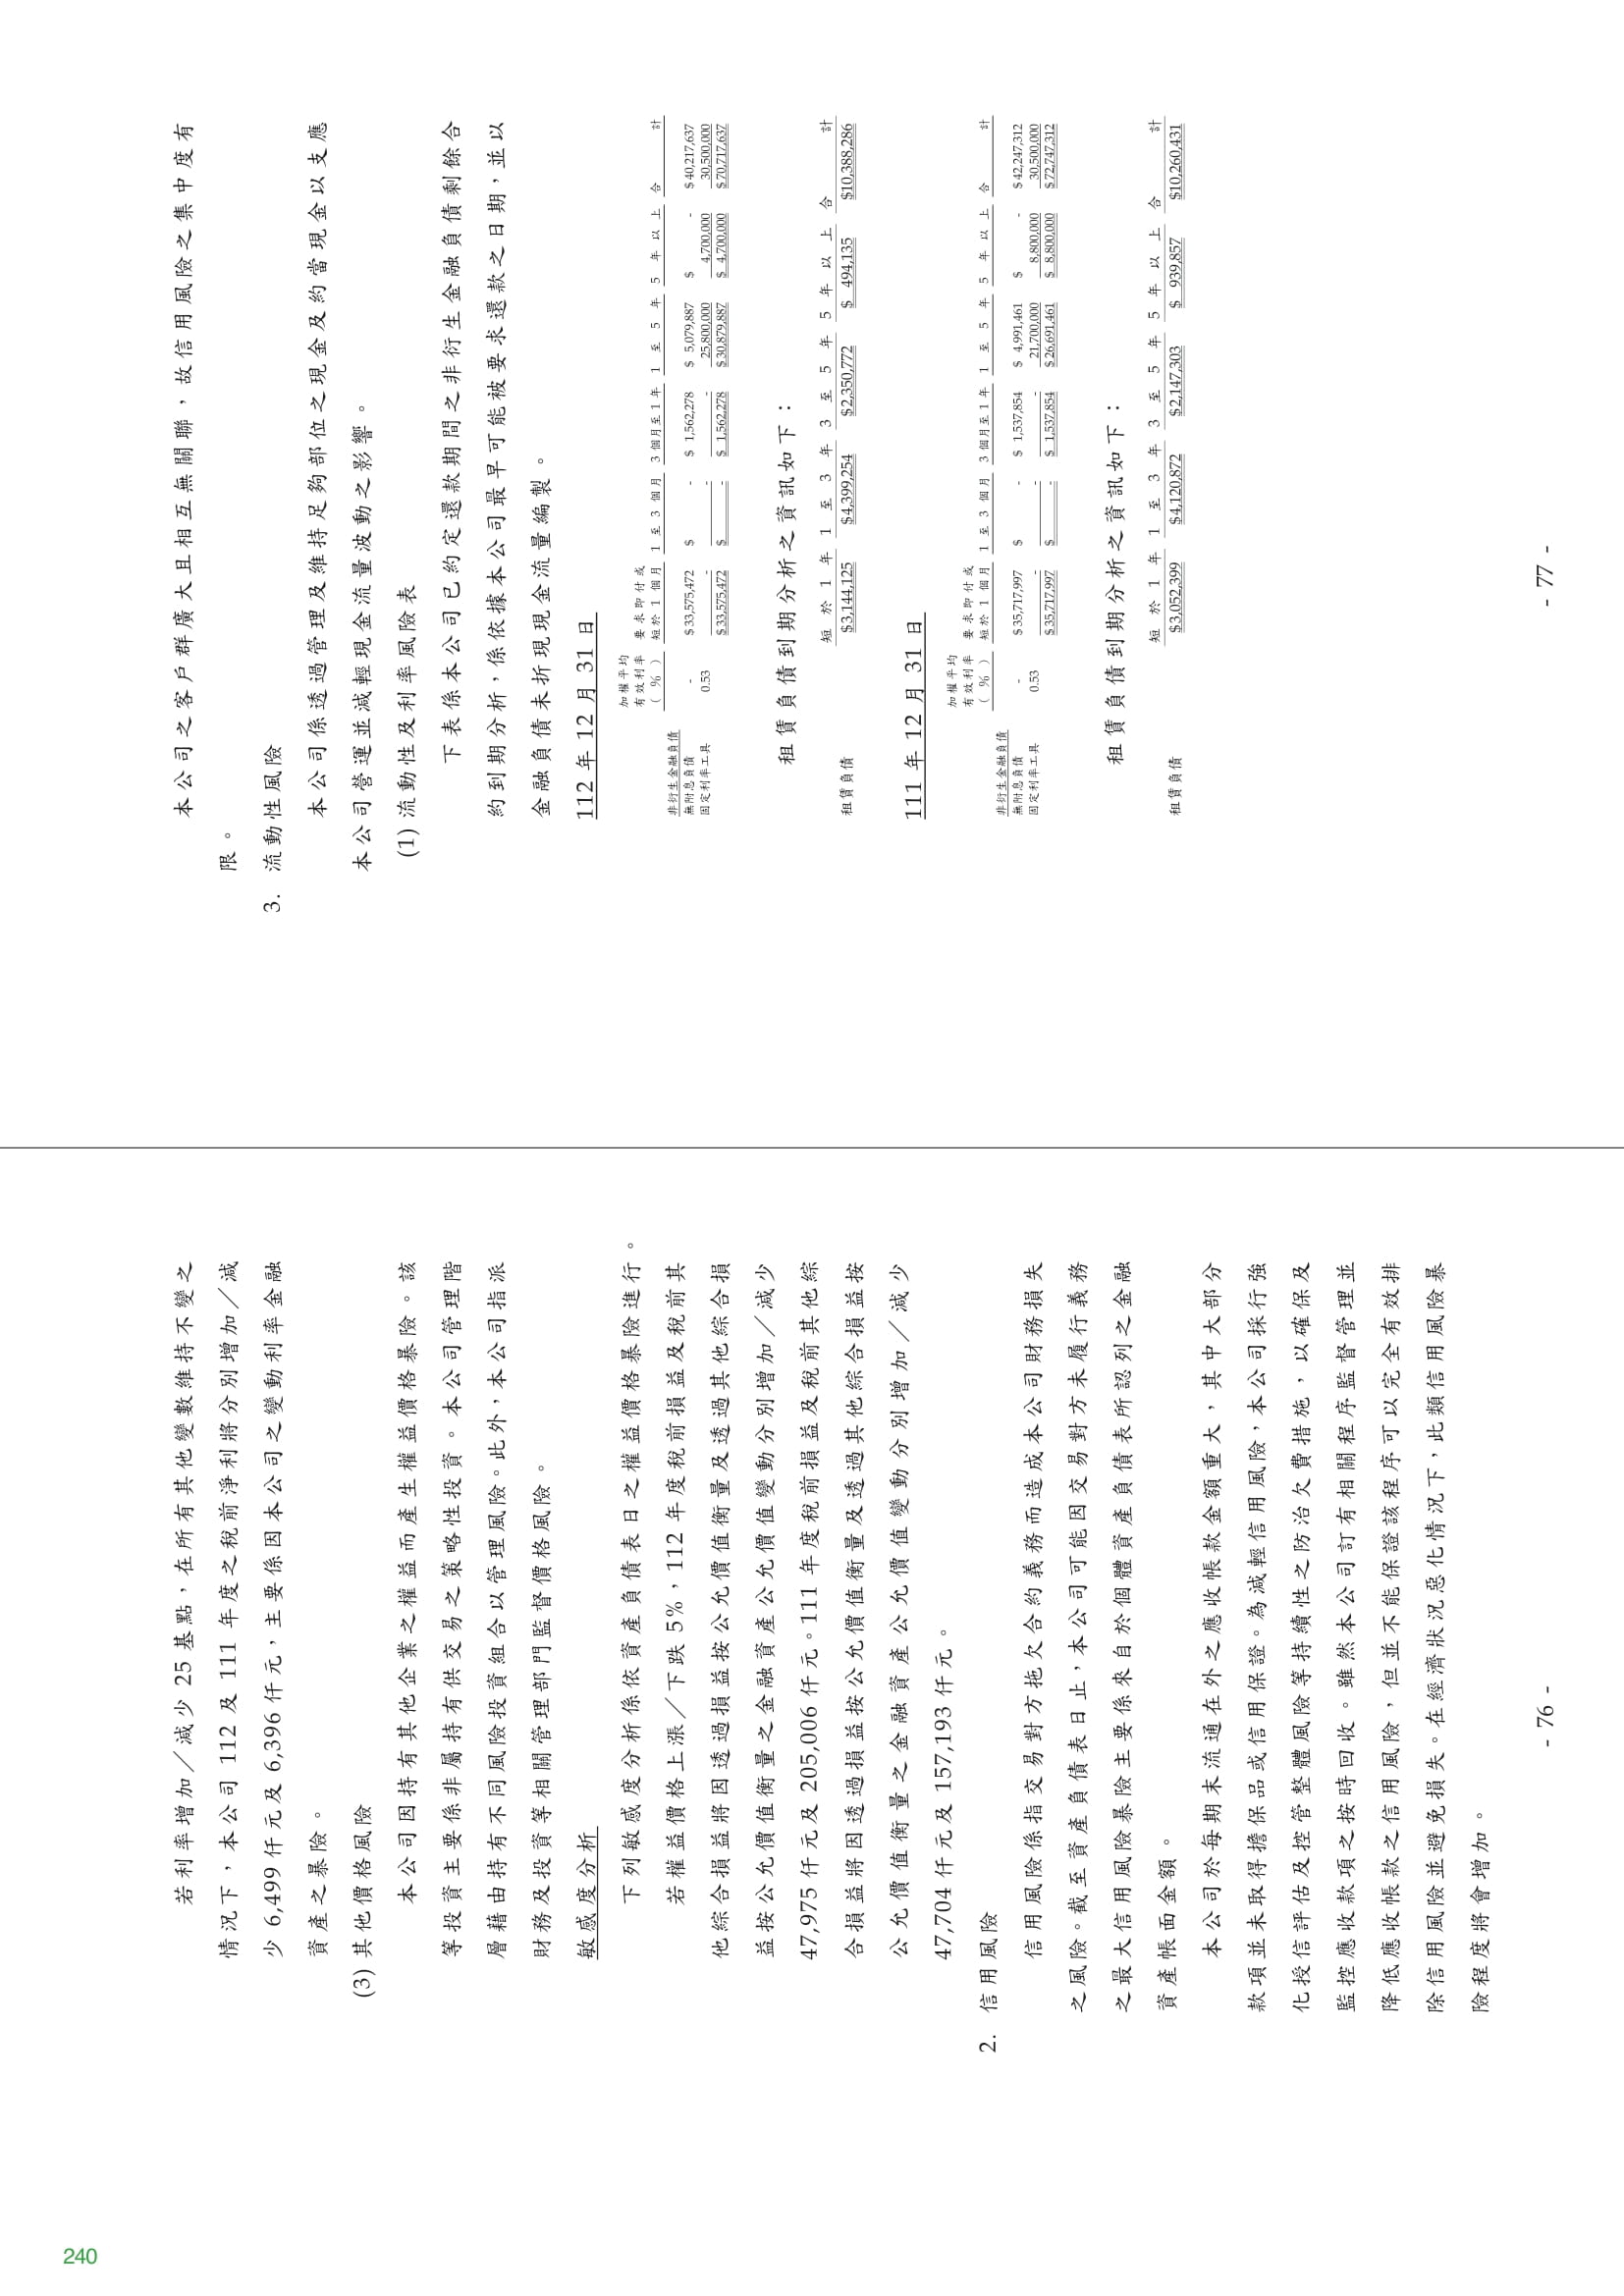 若利率增加／減少 25 基點，在所有其他變數維持不變之
情況下，本公司 112 及 111 年度之稅前淨利將分別增加／減
少 6,499 仟元及 6,396 仟元，主要係因本公司之變動利率金融
資產之暴險。
(3) 其他價格風險
本公司因持有其他企業之權益而產生權益價格暴險。該
等投資主要係非屬持有供交易之策略性投資。本公司管理階
層藉由持有不同風險投資組合以管理風險。此外，本公司指派
財務及投資等相關管理部門監督價格風險。
敏感度分析
下列敏感度分析係依資產負債表日之權益價格暴險進行。
若權益價格上漲／下跌 5%，112 年度稅前損益及稅前其
他綜合損益將因透過損益按公允價值衡量及透過其他綜合損
益按公允價值衡量之金融資產公允價值變動分別增加／減少
47,975 仟元及 205,006 仟元。111 年度稅前損益及稅前其他綜
合損益將因透過損益按公允價值衡量及透過其他綜合損益按
公允價值衡量之金融資產公允價值變動分別增加／減少
47,704 仟元及 157,193 仟元。
2. 信用風險
信用風險係指交易對方拖欠合約義務而造成本公司財務損失
之風險。截至資產負債表日止，本公司可能因交易對方未履行義務
之最大信用風險暴險主要係來自於個體資產負債表所認列之金融
資產帳面金額。
本公司於每期末流通在外之應收帳款金額重大，其中大部分
款項並未取得擔保品或信用保證。為減輕信用風險，本公司採行強
化授信評估及控管整體風險等持續性之防治欠費措施，以確保及
監控應收款項之按時回收。雖然本公司訂有相關程序監督管理並
降低應收帳款之信用風險，但並不能保證該程序可以完全有效排
除信用風險並避免損失。在經濟狀況惡化情況下，此類信用風險暴
險程度將會增加。
- 76 -
本公司之客戶群廣大且相互無關聯，故信用風險之集中度有
限。
3. 流動性風險
本公司係透過管理及維持足夠部位之現金及約當現金以支應
本公司營運並減輕現金流量波動之影響。
(1) 流動性及利率風險表
下表係本公司已約定還款期間之非衍生金融負債剩餘合
約到期分析，係依據本公司最早可能被要求還款之日期，並以
金融負債未折現現金流量編製。
112 年 12 月 31 日
加權平均
有效利率 要求即付或
( % ) 短於 1 個月 1 至 3 個月 3 個月至 1 年 1 至 5 年 5 年以上 合計
非衍生金融負債
無附息負債 - $ 33,575,472 $ - $ 1,562,278 $ 5,079,887 $ - $ 40,217,637
固定利率工具 0.53 - - - 25,800,000 4,700,000 30,500,000
$ 33,575,472 $ - $ 1,562,278 $ 30,879,887 $ 4,700,000 $ 70,717,637
租賃負債到期分析之資訊如下：
短於 1 年 1 至 3 年 3 至 5 年 5 年以上 合計
租賃負債 $3,144,125 $4,399,254 $2,350,772 $ 494,135 $10,388,286
111 年 12 月 31 日
加權平均
有效利率 要求即付或
( % ) 短於 1 個月 1 至 3 個月 3 個月至 1 年 1 至 5 年 5 年以上 合計
非衍生金融負債
無附息負債 - $ 35,717,997 $ - $ 1,537,854 $ 4,991,461 $ - $ 42,247,312
固定利率工具 0.53 - - - 21,700,000 8,800,000 30,500,000
$ 35,717,997 $ - $ 1,537,854 $ 26,691,461 $ 8,800,000 $ 72,747,312
租賃負債到期分析之資訊如下：
短於 1 年 1 至 3 年 3 至 5 年 5 年以上 合計
租賃負債 $3,052,399 $4,120,872 $2,147,303 $ 939,857 $10,260,431
- 77 -
240